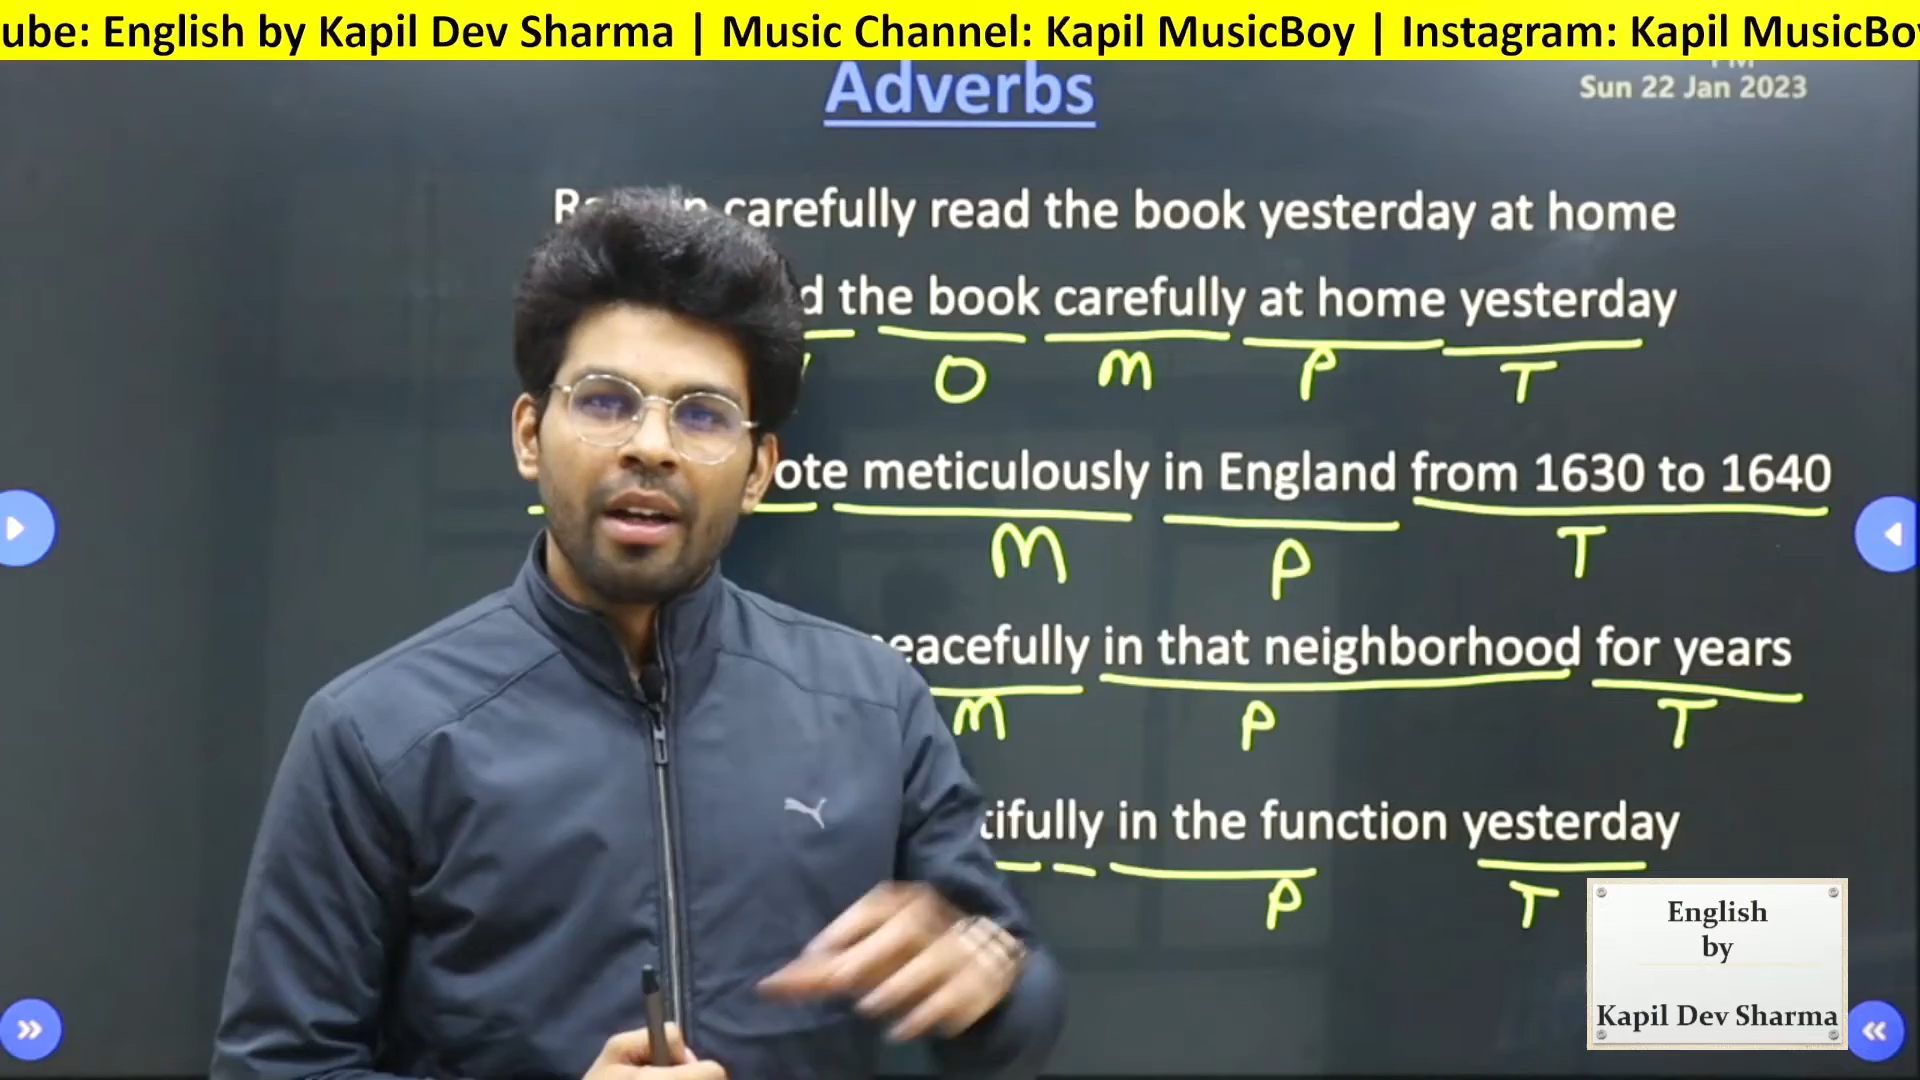 ube: English by Kapil Dev Sharma | Music Channel: Kapil MusicBoy | Instagram: Kapil MusicBoy
Adverbs
PM
Sun 22 Jan 2023
carefully read the book yesterday at home
d the book carefully at home yesterday
O M P T
ote meticulously in England from 1630 to 1640
M P T
eacefully in that neighborhood for years
M P T
tifully in the function yesterday
P T
English
by
Kapil Dev Sharma